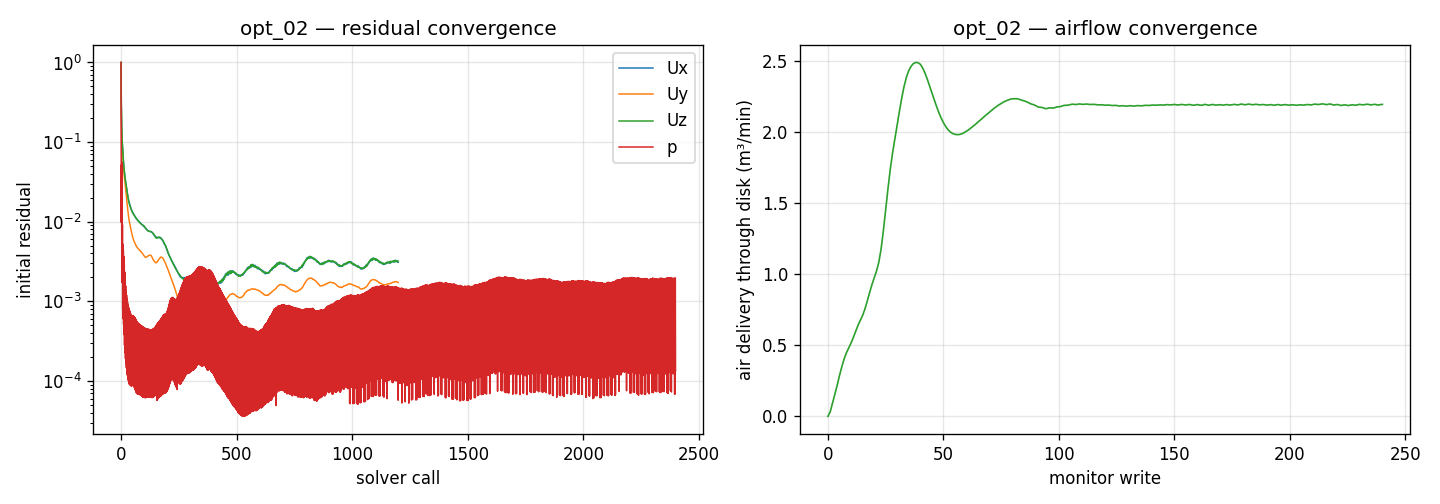 opt_02 — residual convergence
initial residual
10⁰
10⁻¹
10⁻²
10⁻³
10⁻⁴
Ux
Uy
Uz
p
0
500
1000
1500
2000
2500
solver call
opt_02 — airflow convergence
air delivery through disk (m³/min)
2.5
2.0
1.5
1.0
0.5
0.0
0
50
100
150
200
250
monitor write